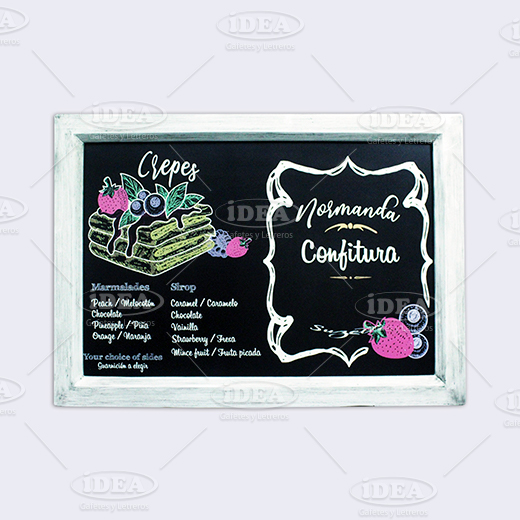 Crepes
Marmalades
Peach / Melocotón
Chocolate
Pineapple / Piña
Orange / Naranja
Your choice of sides
Guarnición a elegir
Sirop
Caramel / Caramelo
Chocolate
Vainilla
Strawberry / Fresa
Mince fruit / Fruta picada
Normanda
Confitura
iDEA
Gafetes y Letreros